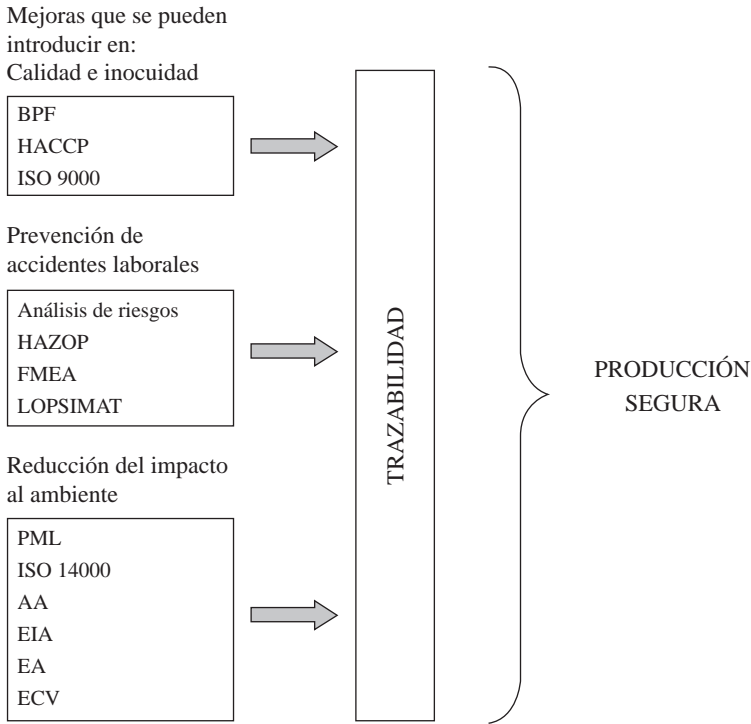 Mejoras que se pueden
introducir en:
Calidad e inocuidad
BPF
HACCP
ISO 9000
Prevención de
accidentes laborales
Análisis de riesgos
HAZOP
FMEA
LOPSIMAT
Reducción del impacto
al ambiente
PML
ISO 14000
AA
EIA
EA
ECV
TRAZABILIDAD
PRODUCCIÓN
SEGURA